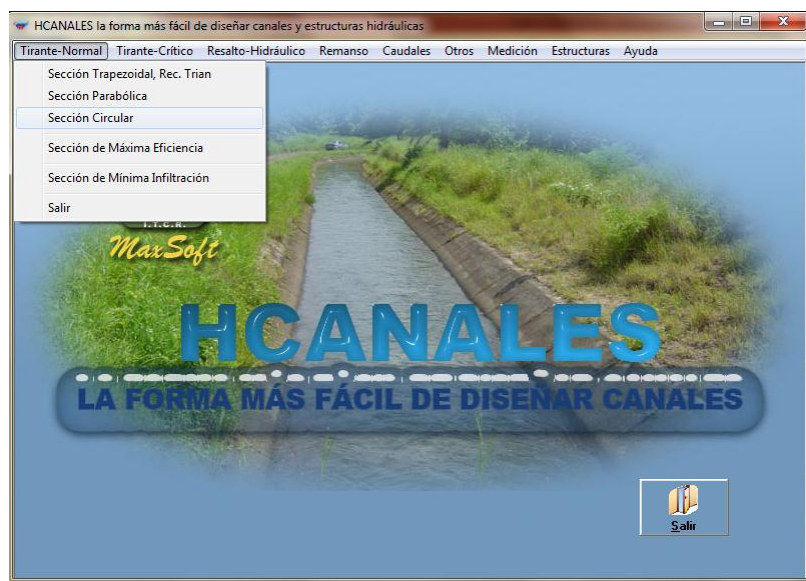 HCANALES la forma más fácil de diseñar canales y estructuras hidráulicas
Tirante-Normal Tirante-Crítico Resalto-Hidráulico Remanso Caudales Otros Medición Estructuras Ayuda
Sección Trapezoidal, Rec. Trian
Sección Parabólica
Sección Circular
Sección de Máxima Eficiencia
Sección de Mínima Infiltración
Salir
I.T.C.R.
MaxSoft
HCANALES
LA FORMA MÁS FÁCIL DE DISEÑAR CANALES
Salir